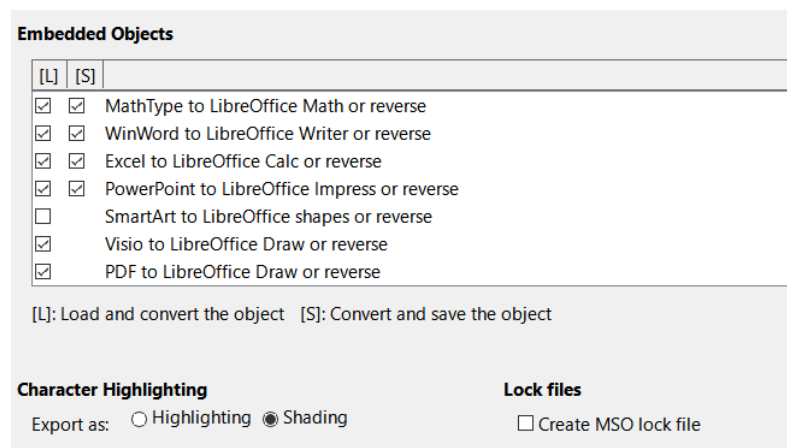 Embedded Objects
[L] [S]
MathType to LibreOffice Math or reverse
WinWord to LibreOffice Writer or reverse
Excel to LibreOffice Calc or reverse
PowerPoint to LibreOffice Impress or reverse
SmartArt to LibreOffice shapes or reverse
Visio to LibreOffice Draw or reverse
PDF to LibreOffice Draw or reverse
[L]: Load and convert the object [S]: Convert and save the object
Character Highlighting Lock files
Export as: Highlighting Shading Create MSO lock file